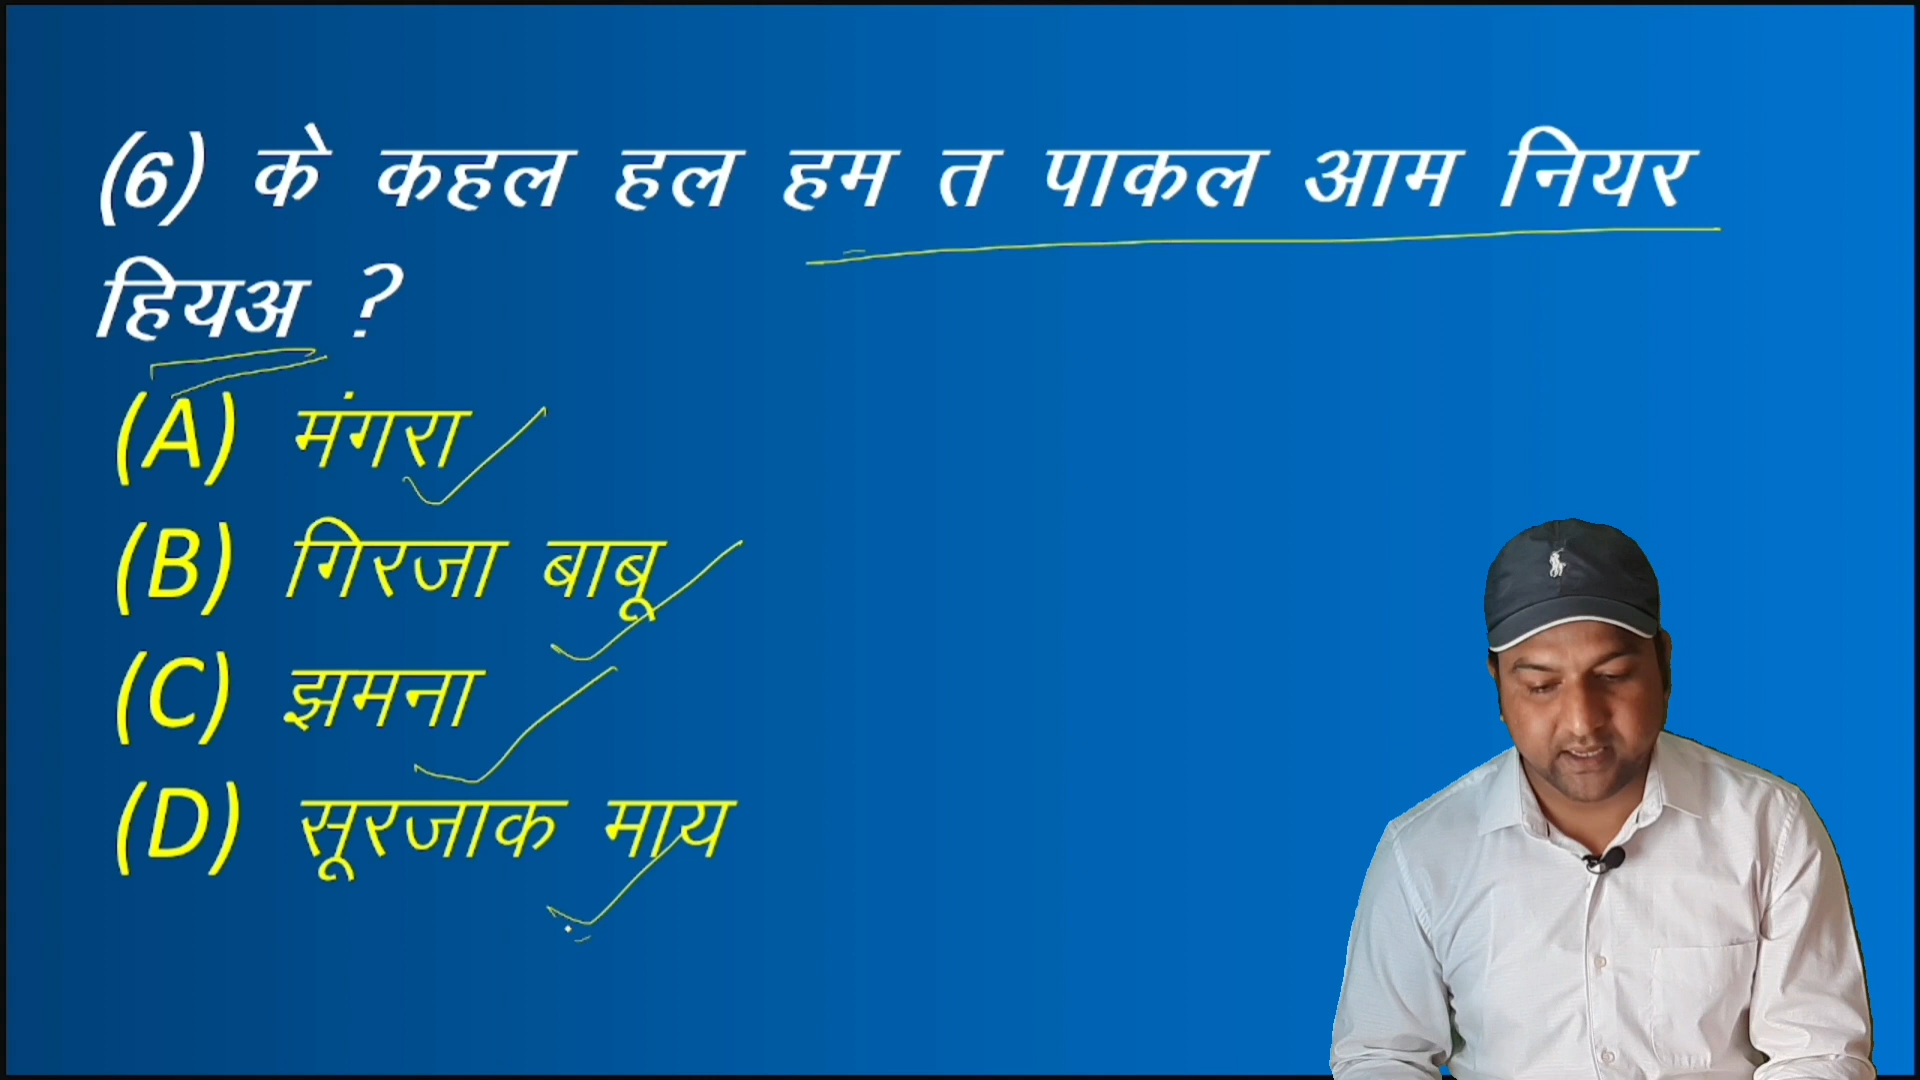 (6) के कहल हल हम त पाकल आम नियर
हियअ ?
(A) मंगरा
(B) गिरजा बाबू
(C) झमना
(D) सूरजाक माय